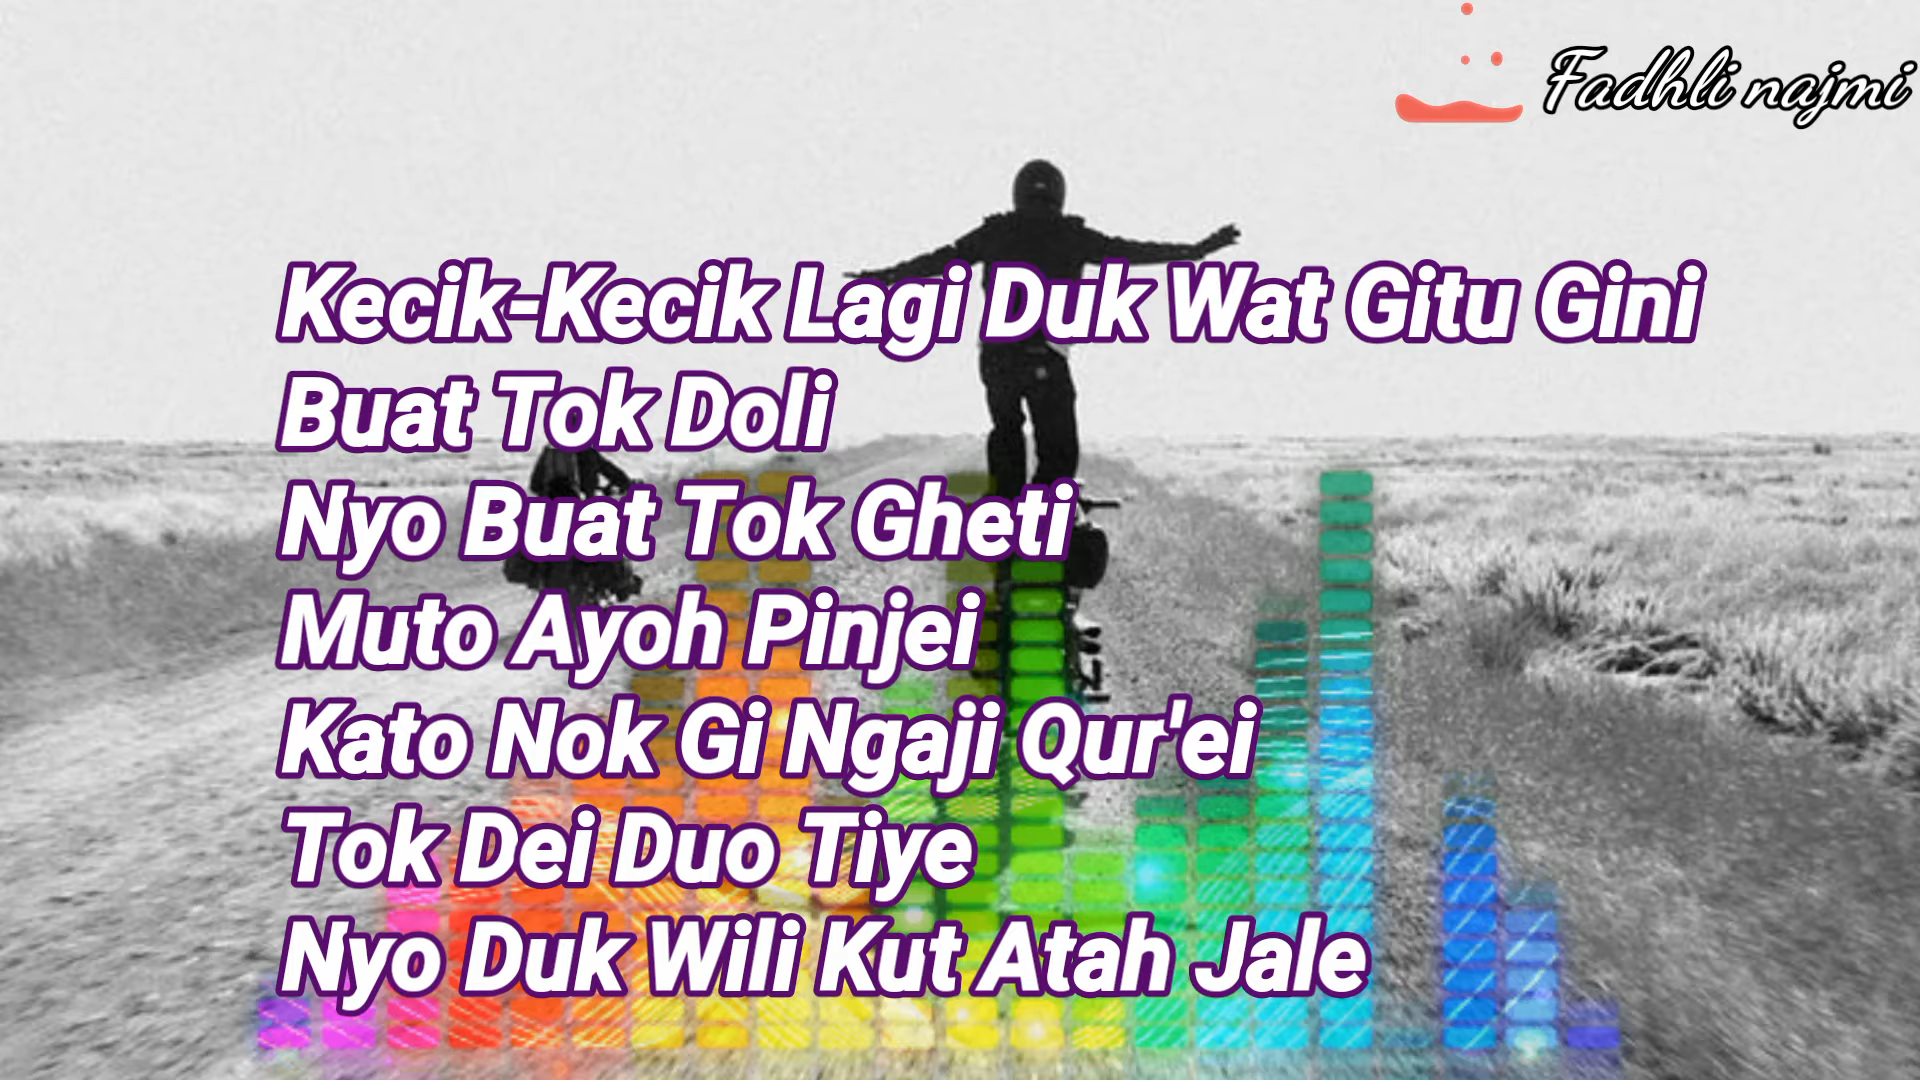 Fadhli najmi
Kecik-Kecik Lagi Duk Wat Gitu Gini
Buat Tok Doli
Nyo Buat Tok Gheti
Muto Ayoh Pinjei
Kato Nok Gi Ngaji Qur'ei
Tok Dei Duo Tiye
Nyo Duk Wili Kut Atah Jale